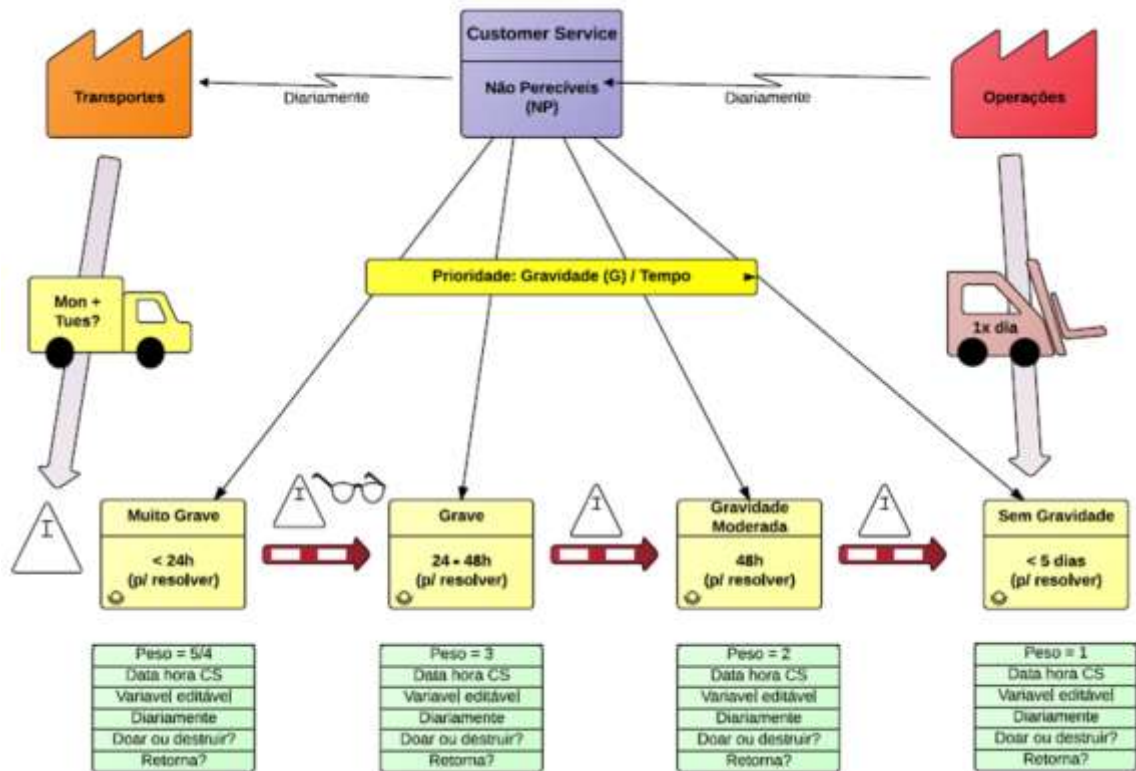 Customer Service
Transportes
Diariamente
Não Perecíveis
(NP)
Diariamente
Operações
Prioridade: Gravidade (G) / Tempo
Mon +
Tues?
1x dia
I
Muito Grave
< 24h
(p/ resolver)
I
Grave
24 - 48h
(p/ resolver)
I
Gravidade
Moderada
48h
(p/ resolver)
I
Sem Gravidade
< 5 dias
(p/ resolver)
Peso = 5/4
Data hora CS
Variavel editável
Diariamente
Doar ou destruir?
Retorna?
Peso = 3
Data hora CS
Variavel editável
Diariamente
Doar ou destruir?
Retorna?
Peso = 2
Data hora CS
Variavel editável
Diariamente
Doar ou destruir?
Retorna?
Peso = 1
Data hora CS
Variavel editável
Diariamente
Doar ou destruir?
Retorna?